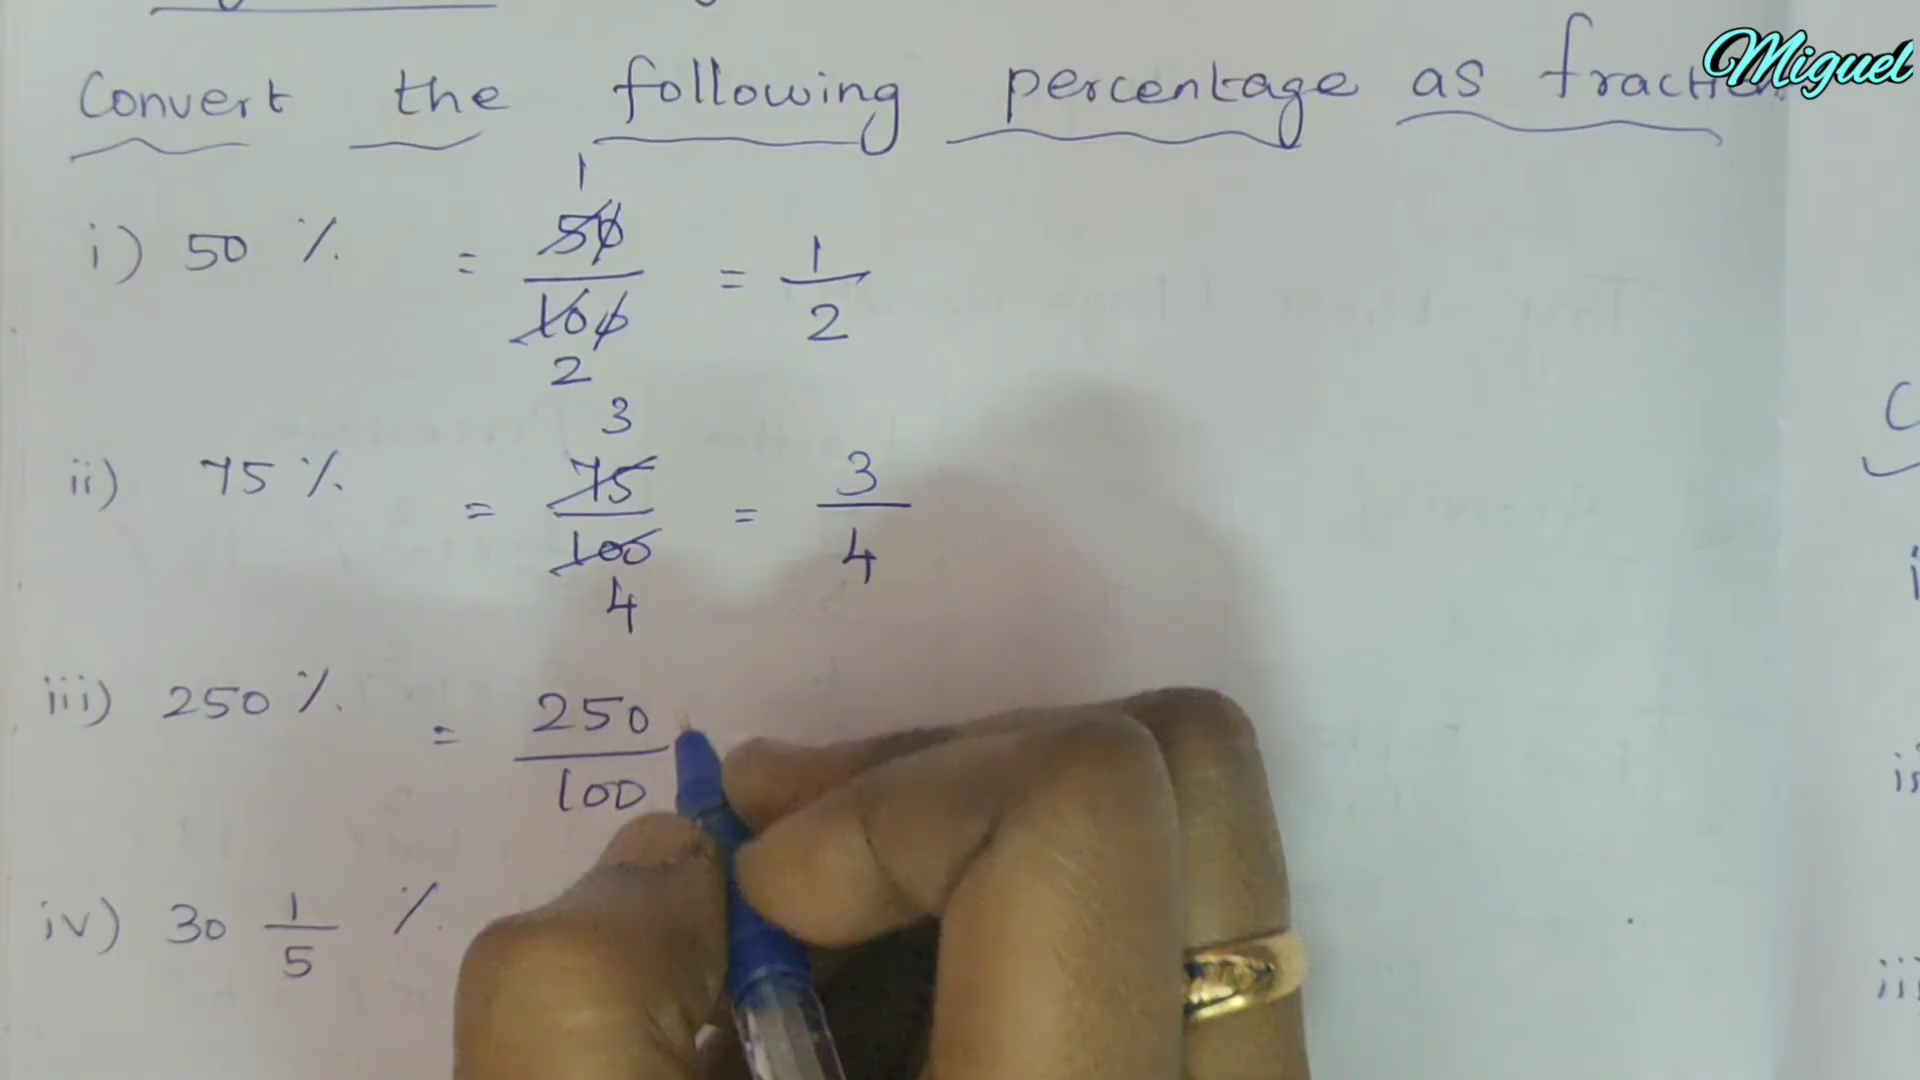 Convert the following percentage as fraction
Miguel
i) 50 % = 50/100 = 1/2
1
2
ii) 75 % = 75/100 = 3/4
3
4
iii) 250 % = 250/100
iv) 30 1/5 %